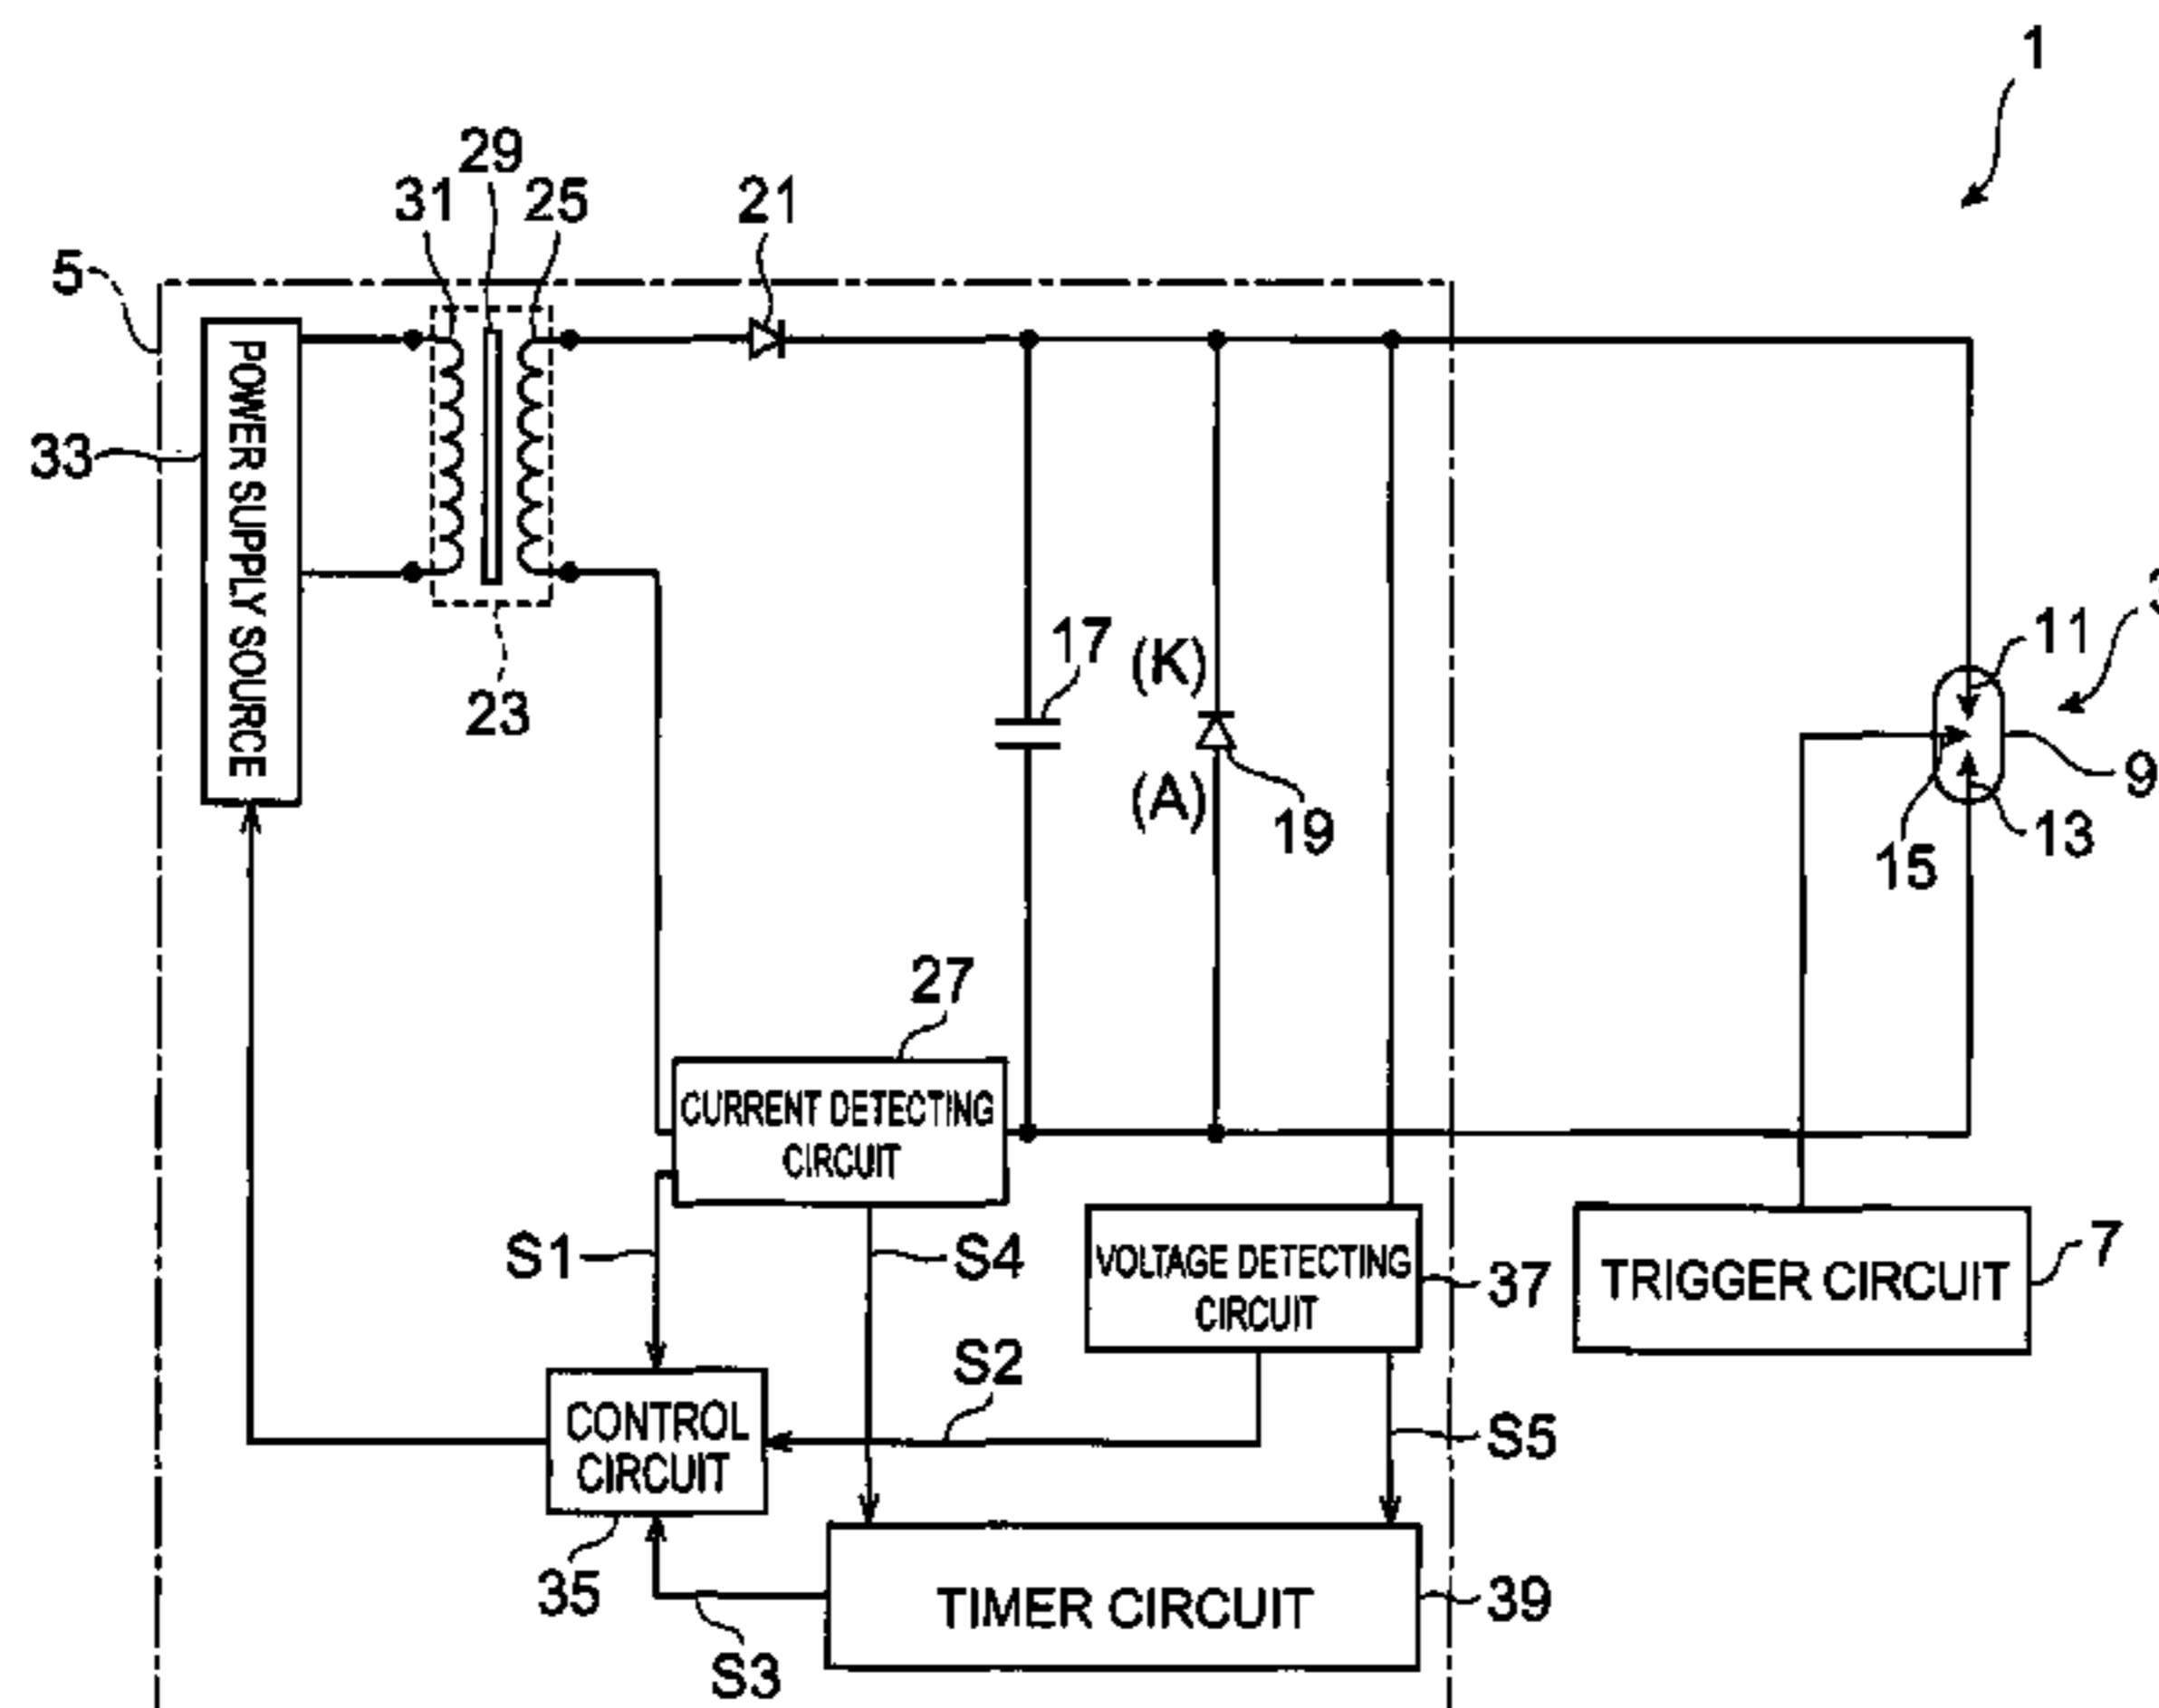 1
29
31
25
21
5
POWER SUPPLY SOURCE
33
23
17
(K)
(A)
19
11
9
13
15
27
CURRENT DETECTING
CIRCUIT
S1
S4
VOLTAGE DETECTING
CIRCUIT
37
TRIGGER CIRCUIT
7
S2
CONTROL
CIRCUIT
S5
35
TIMER CIRCUIT
39
S3